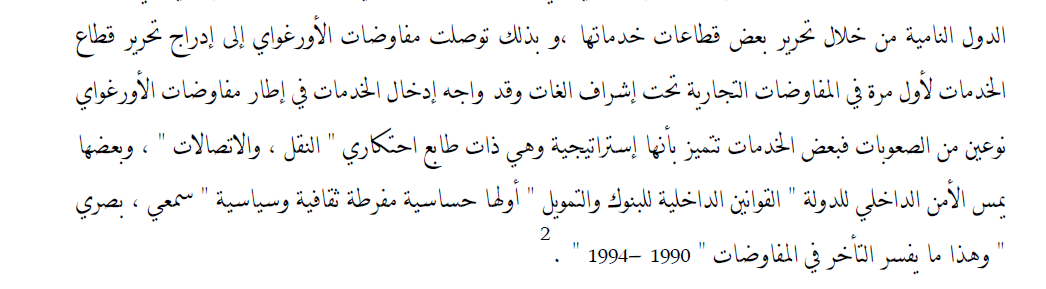 الدول النامية من خلال تحرير بعض قطاعات خدماتها ،و بذلك توصلت مفاوضات الأورغواي إلى إدراج تحرير قطاع
الخدمات لأول مرة في المفاوضات التجارية تحت إشراف الغات وقد واجه إدخال الخدمات في إطار مفاوضات الأورغواي
نوعين من الصعوبات فبعض الخدمات تتميز بأنها إستراتيجية وهي ذات طابع احتكاري " النقل ، والاتصالات " ، وبعضها
يمس الأمن الداخلي للدولة " القوانين الداخلية للبنوك والتمويل " أولها حساسية مفرطة ثقافية وسياسية " سمعي ، بصري
" وهذا ما يفسر التأخر في المفاوضات " 1990 –1994 " .2